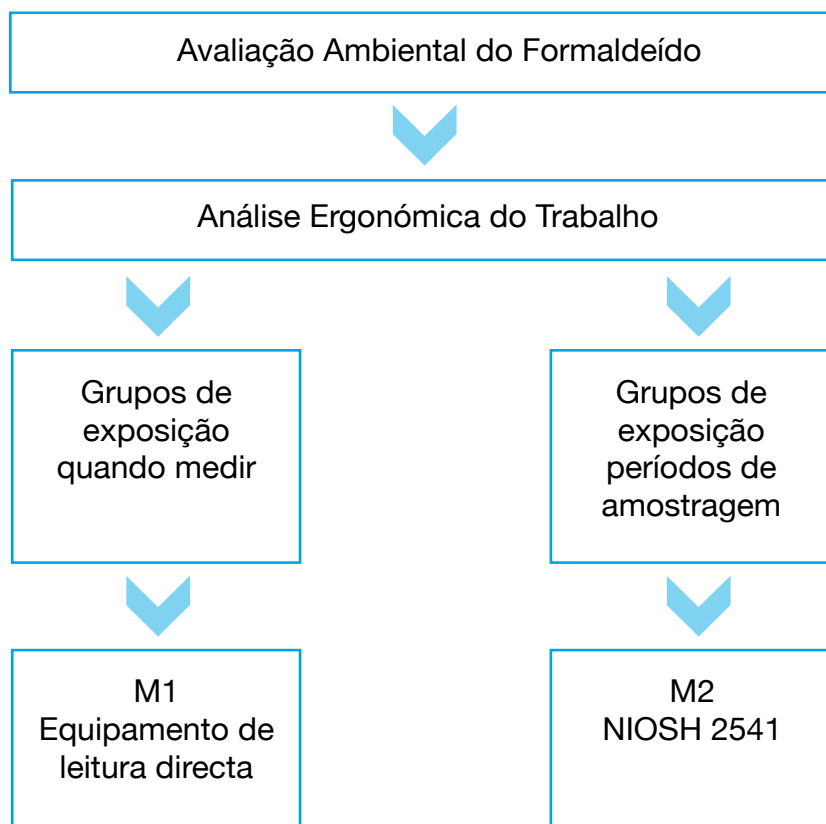 Avaliação Ambiental do Formaldeído
Análise Ergonómica do Trabalho
Grupos de
exposição
quando medir
Grupos de
exposição
períodos de
amostragem
M1
Equipamento de
leitura directa
M2
NIOSH 2541